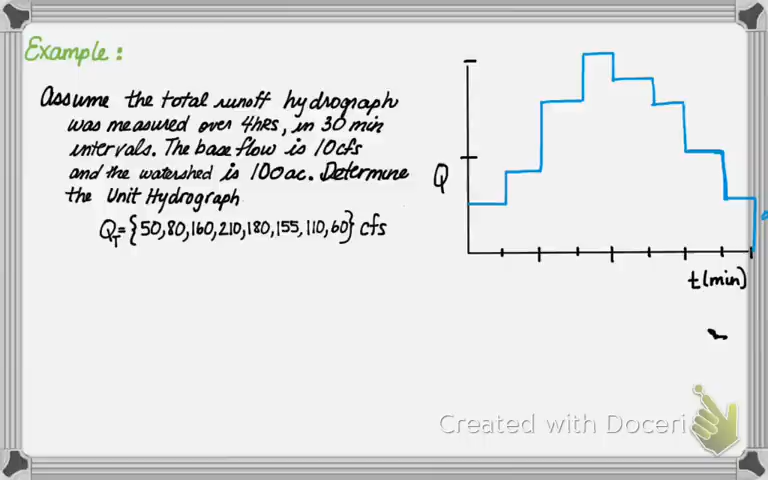 Example:
Assume the total runoff hydrograph
was measured over 4hrs, in 30 min
intervals. The base flow is 10cfs
and the watershed is 100ac. Determine
the Unit Hydrograph
Q_T={50,80,160,210,180,155,110,60} cfs
Q
t(min)
Created with Doceri